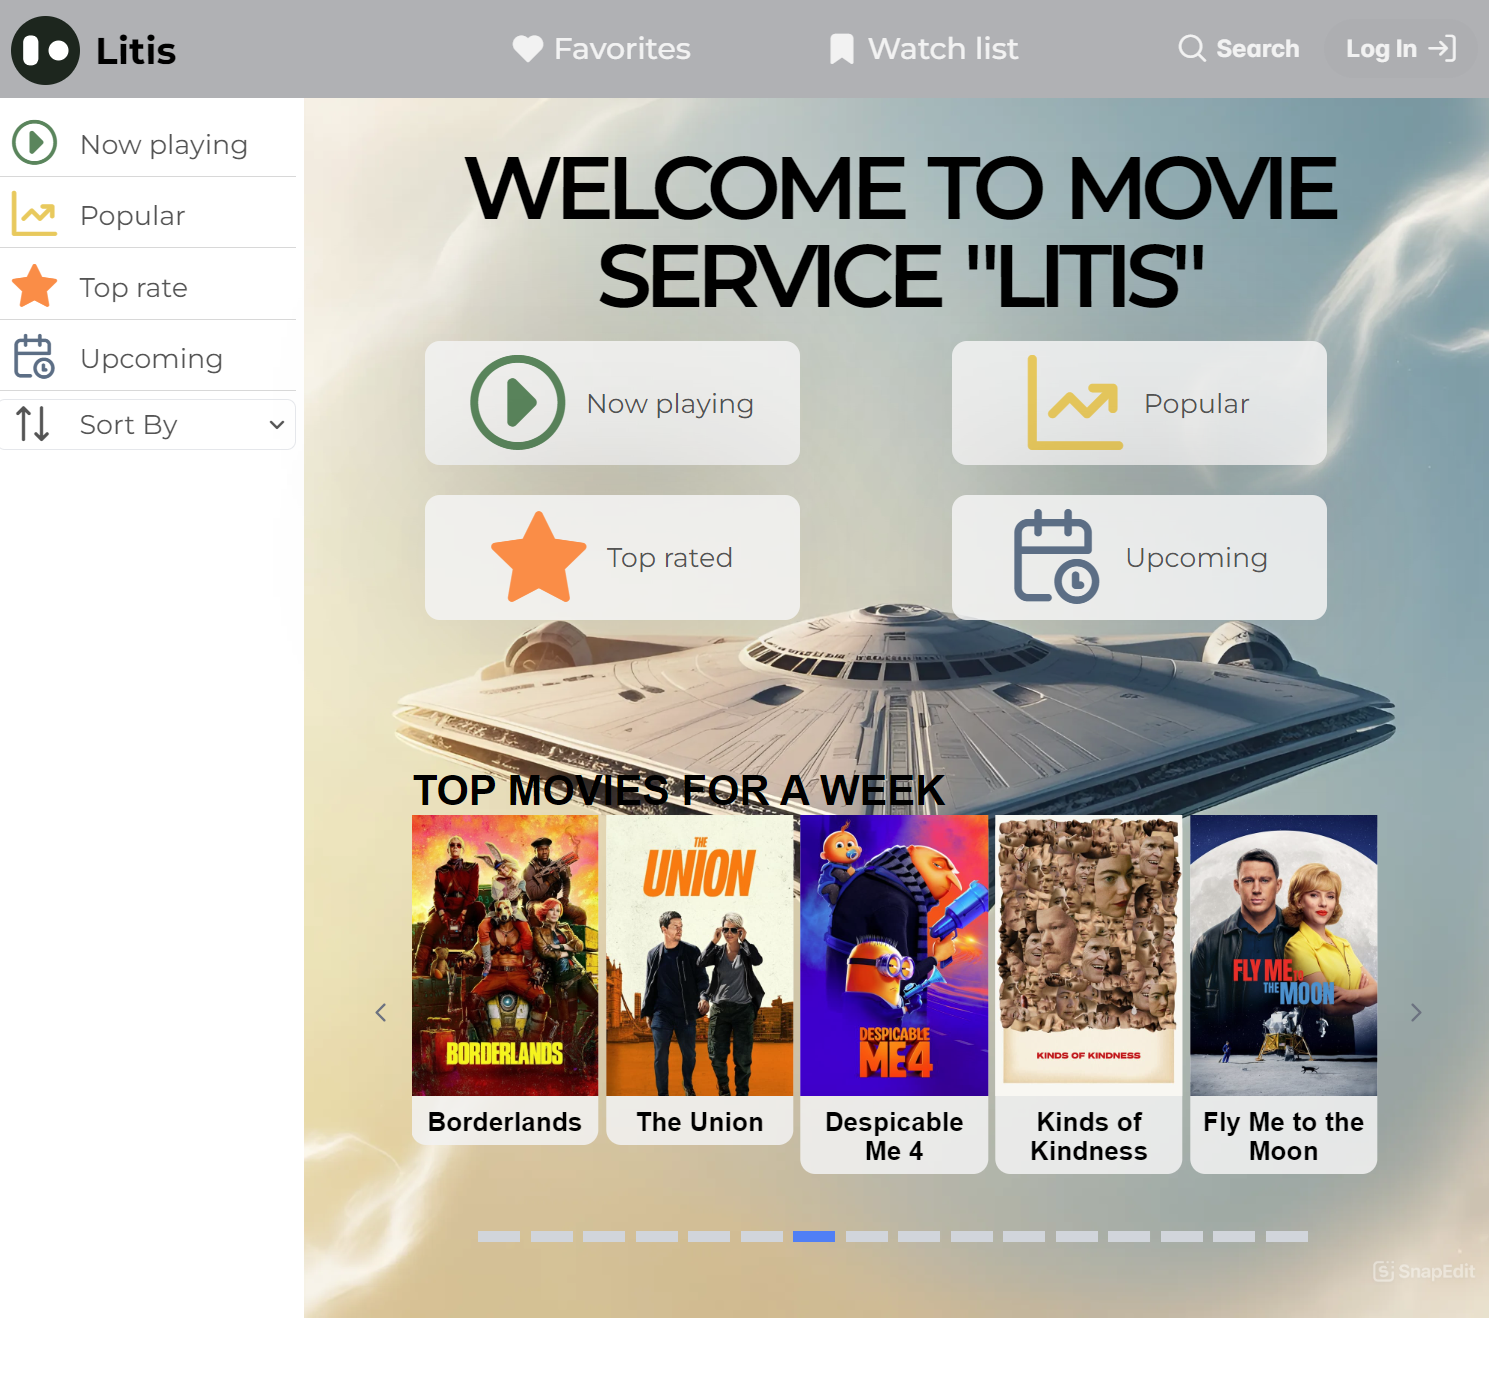 Litis
Favorites
Watch list
Search
Log In
Now playing
Popular
Top rate
Upcoming
Sort By
WELCOME TO MOVIE
SERVICE "LITIS"
Now playing
Popular
Top rated
Upcoming
TOP MOVIES FOR A WEEK
THE
UNION
DESPICABLE
ME 4
FLY ME TO
THE MOON
BORDERLANDS
KINDS OF KINDNESS
Borderlands
The Union
Despicable
Me 4
Kinds of
Kindness
Fly Me to the
Moon
SnapEdit